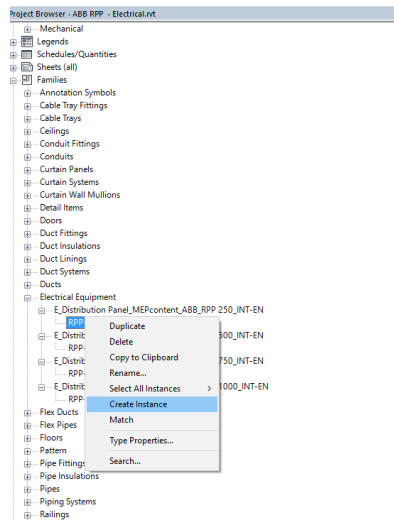 Project Browser - ABB RPP - Electrical.rvt
Mechanical
Legends
Schedules/Quantities
Sheets (all)
Families
Annotation Symbols
Cable Tray Fittings
Cable Trays
Ceilings
Conduit Fittings
Conduits
Curtain Panels
Curtain Systems
Curtain Wall Mullions
Detail Items
Doors
Duct Fittings
Duct Insulations
Duct Linings
Duct Systems
Ducts
Electrical Equipment
E_Distribution Panel_MEPcontent_ABB_RPP 250_INT-EN
RPP
Duplicate
E_Distrib 500_INT-EN
Delete
RPP-
Copy to Clipboard
E_Distrib 750_INT-EN
Rename...
RPP-
Select All Instances >
E_Distrib 1000_INT-EN
Create Instance
RPP-
Flex Ducts
Match
Flex Pipes
Floors
Type Properties...
Pattern
Pipe Fittings
Search...
Pipe Insulations
Pipes
Piping Systems
Railings